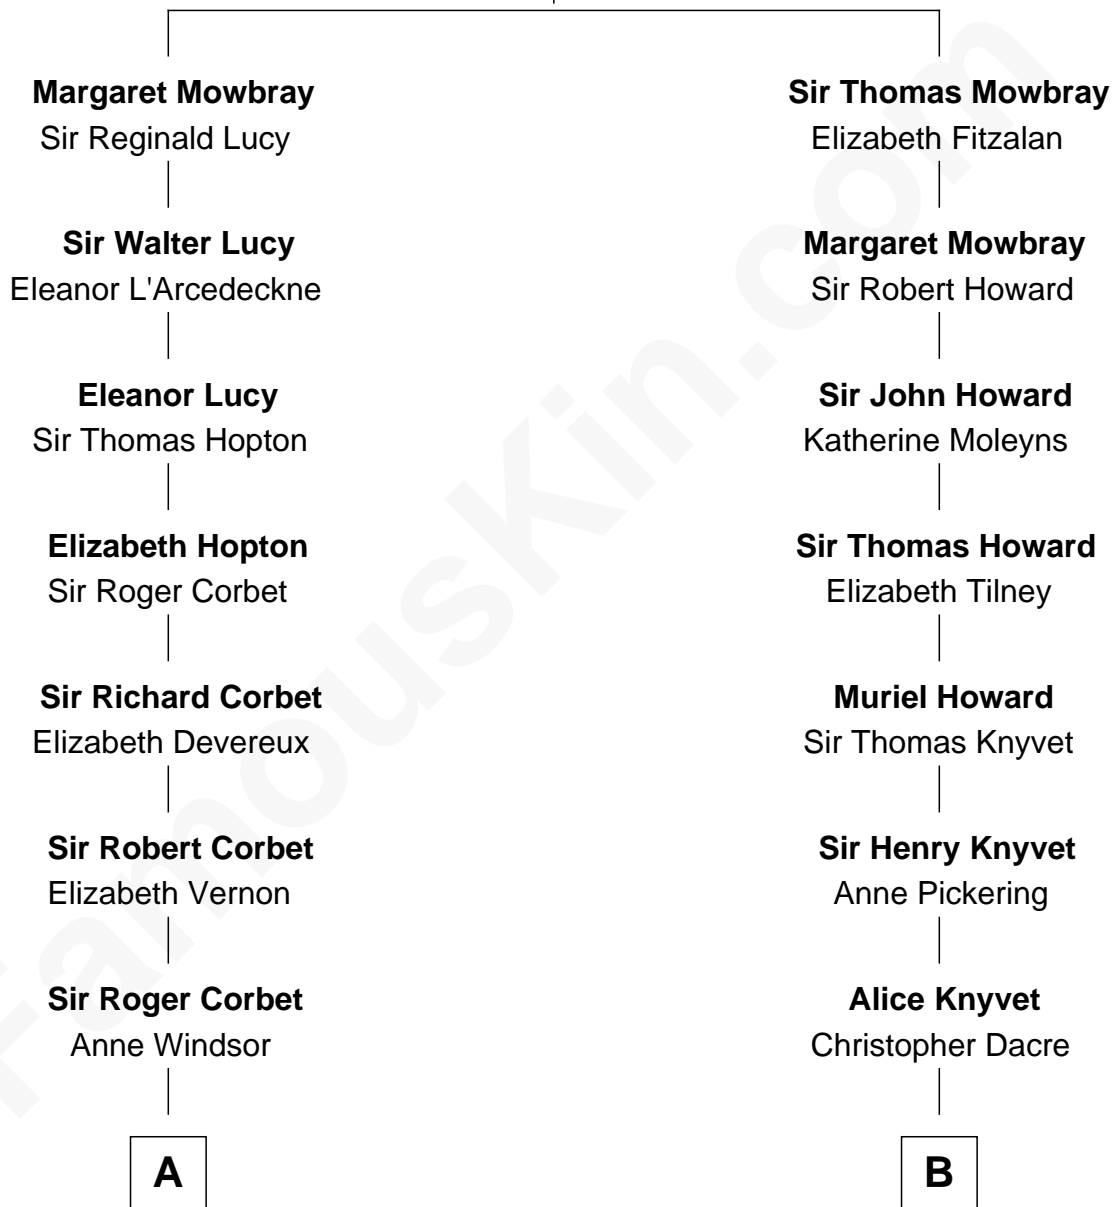 Margaret Mowbray
Sir Reginald Lucy
Sir Thomas Mowbray
Elizabeth Fitzalan
Sir Walter Lucy
Eleanor L'Arcedeckne
Margaret Mowbray
Sir Robert Howard
Eleanor Lucy
Sir Thomas Hopton
Sir John Howard
Katherine Moleyns
Elizabeth Hopton
Sir Roger Corbet
Sir Thomas Howard
Elizabeth Tilney
Sir Richard Corbet
Elizabeth Devereux
Muriel Howard
Sir Thomas Knyvet
Sir Robert Corbet
Elizabeth Vernon
Sir Henry Knyvet
Anne Pickering
Sir Roger Corbet
Anne Windsor
Alice Knyvet
Christopher Dacre
A
B
FamousKin.com